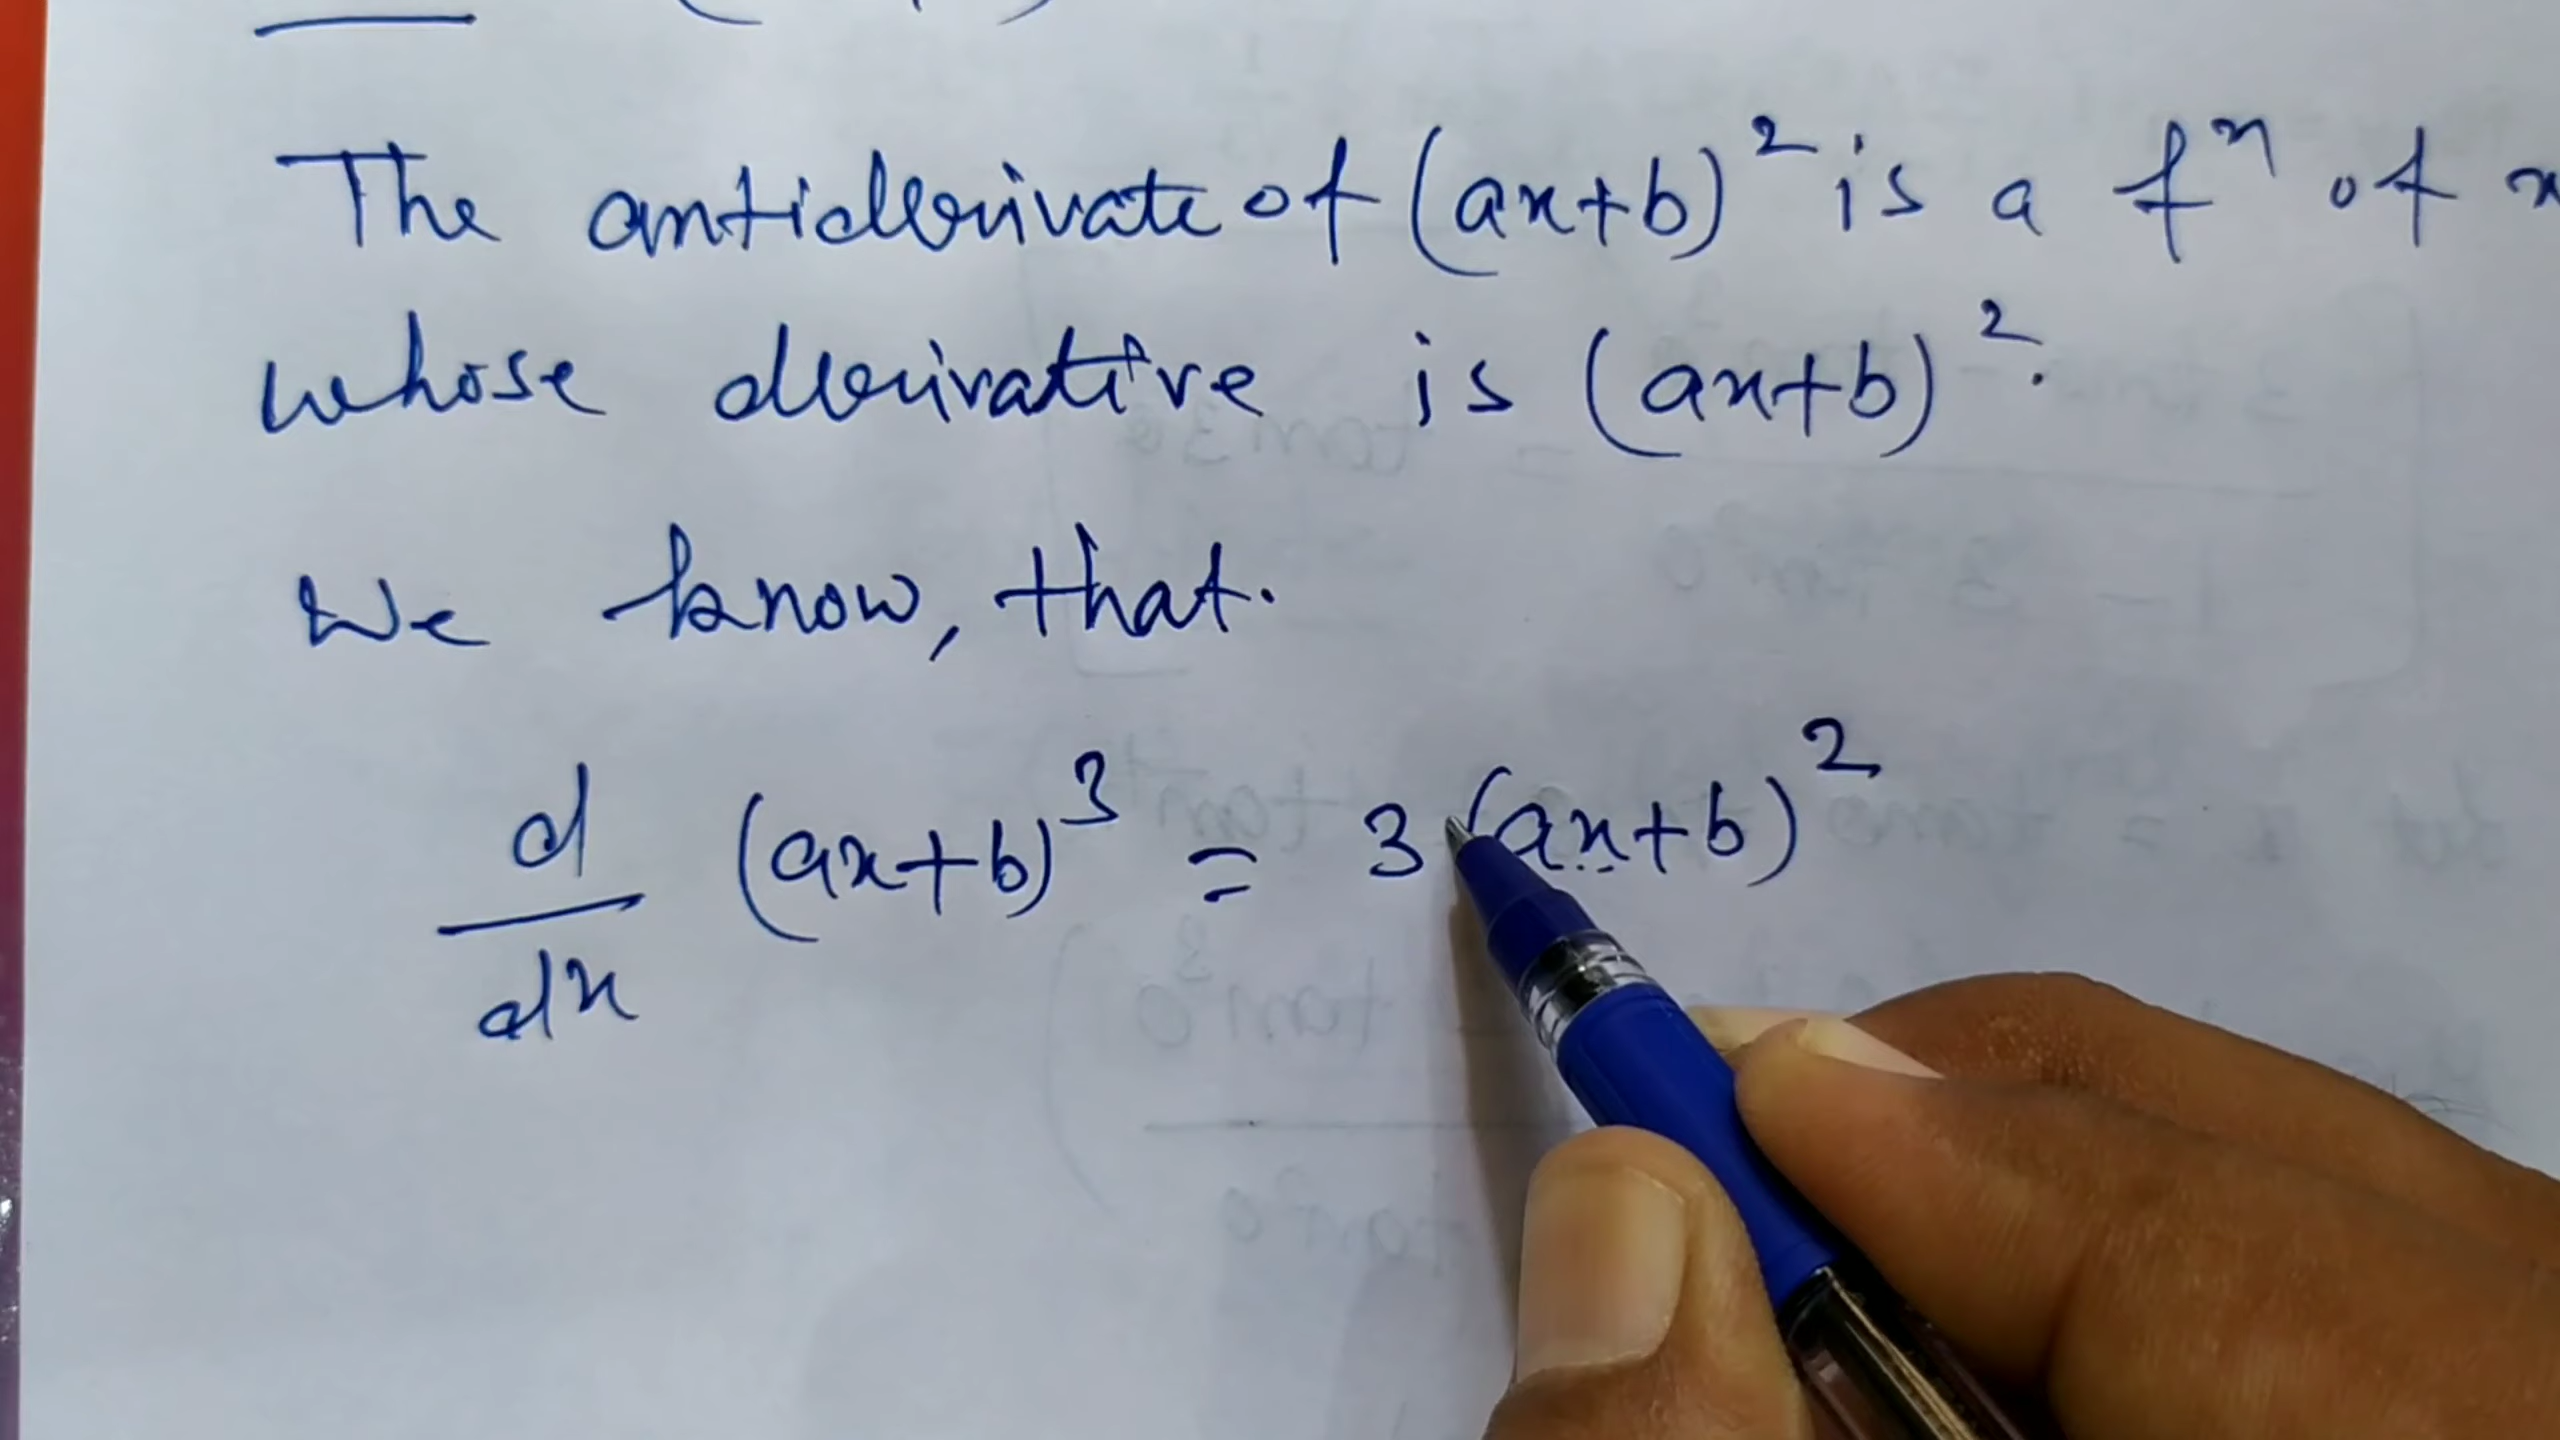 The antiderivate of (ax+b)² is a fⁿ of x
whose derivative is (ax+b)².
We know, that.
d/dx (ax+b)³ = 3(ax+b)²